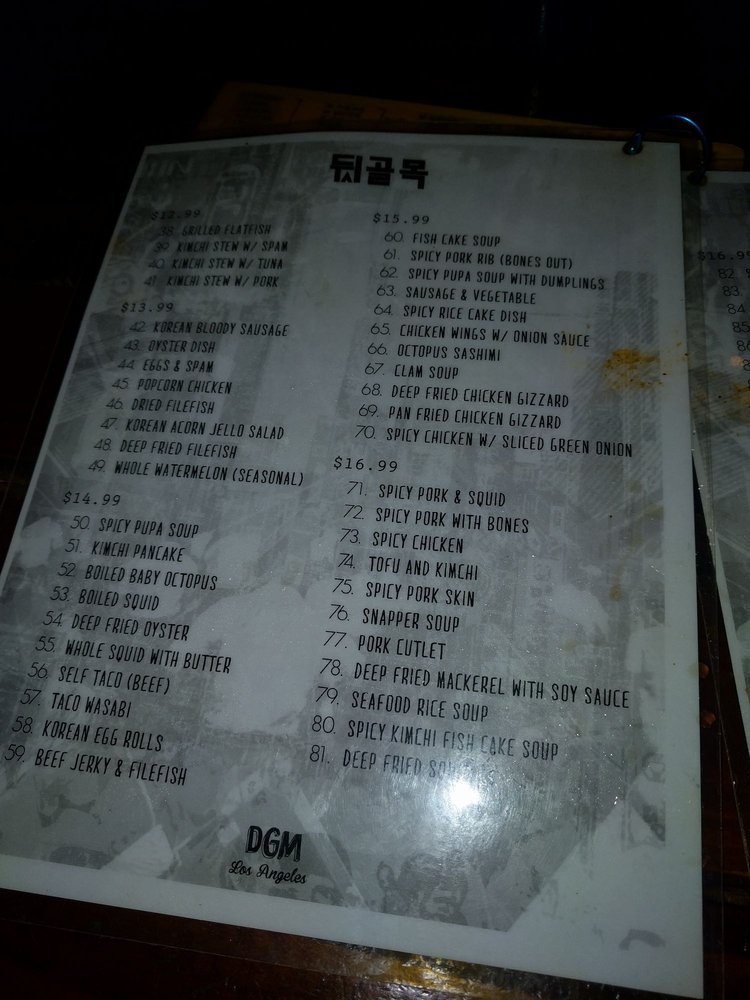 뒷골목
$12.99
38. GRILLED FLATFISH
39. KIMCHI STEW W/ SPAM
40. KIMCHI STEW W/ TUNA
41. KIMCHI STEW W/ PORK
$13.99
42. KOREAN BLOODY SAUSAGE
43. OYSTER DISH
44. EGGS & SPAM
45. POPCORN CHICKEN
46. DRIED FILEFISH
47. KOREAN ACORN JELLO SALAD
48. DEEP FRIED FILEFISH
49. WHOLE WATERMELON (SEASONAL)
$14.99
50. SPICY PUPA SOUP
51. KIMCHI PANCAKE
52. BOILED BABY OCTOPUS
53. BOILED SQUID
54. DEEP FRIED OYSTER
55. WHOLE SQUID WITH BUTTER
56. SELF TACO (BEEF)
57. TACO WASABI
58. KOREAN EGG ROLLS
59. BEEF JERKY & FILEFISH
$15.99
60. FISH CAKE SOUP
61. SPICY PORK RIB (BONES OUT)
62. SPICY PUPA SOUP WITH DUMPLINGS
63. SAUSAGE & VEGETABLE
64. SPICY RICE CAKE DISH
65. CHICKEN WINGS W/ ONION SAUCE
66. OCTOPUS SASHIMI
67. CLAM SOUP
68. DEEP FRIED CHICKEN GIZZARD
69. PAN FRIED CHICKEN GIZZARD
70. SPICY CHICKEN W/ SLICED GREEN ONION
$16.99
71. SPICY PORK & SQUID
72. SPICY PORK WITH BONES
73. SPICY CHICKEN
74. TOFU AND KIMCHI
75. SPICY PORK SKIN
76. SNAPPER SOUP
77. PORK CUTLET
78. DEEP FRIED MACKEREL WITH SOY SAUCE
79. SEAFOOD RICE SOUP
80. SPICY KIMCHI FISH CAKE SOUP
81. DEEP FRIED
DGM
Los Angeles
$16.99
82.
83.
84
85